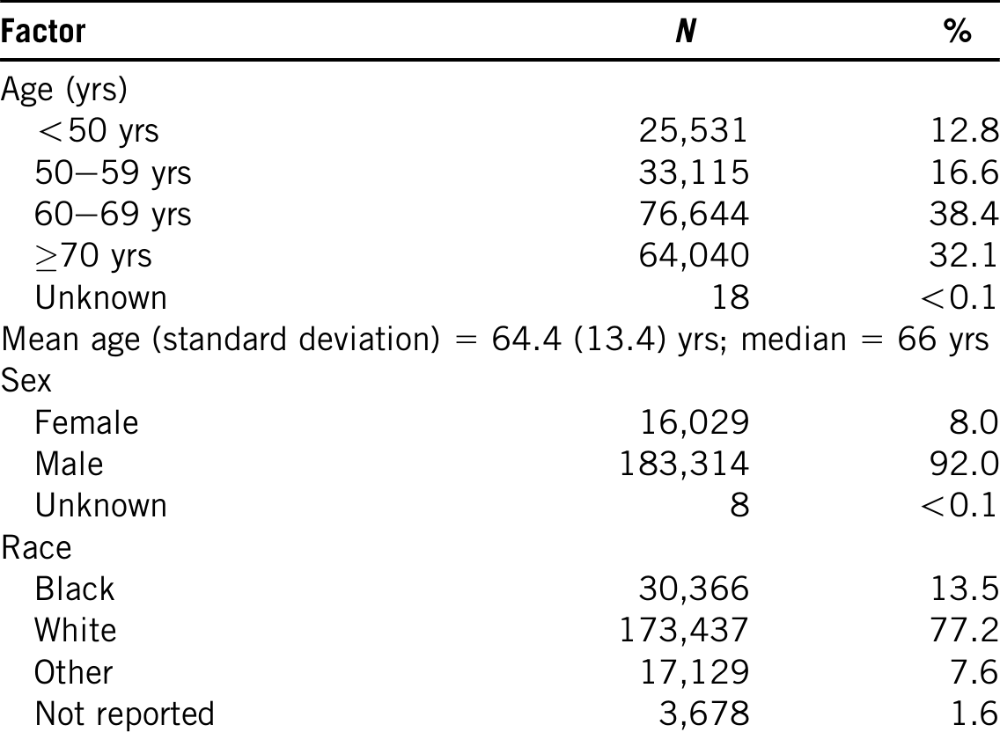 Factor N %
Age (yrs)
<50 yrs 25,531 12.8
50–59 yrs 33,115 16.6
60–69 yrs 76,644 38.4
≥70 yrs 64,040 32.1
Unknown 18 <0.1
Mean age (standard deviation) = 64.4 (13.4) yrs; median = 66 yrs
Sex
Female 16,029 8.0
Male 183,314 92.0
Unknown 8 <0.1
Race
Black 30,366 13.5
White 173,437 77.2
Other 17,129 7.6
Not reported 3,678 1.6